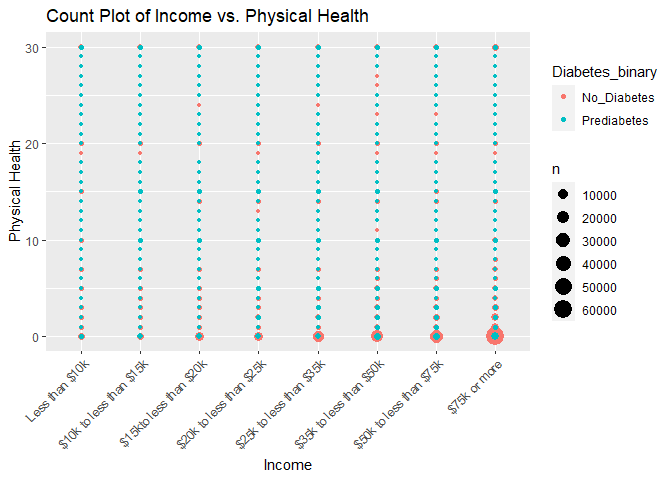 Count Plot of Income vs. Physical Health
30
20
10
0
Physical Health
Less than $10k
$10k to less than $15k
$15kto less than $20k
$20k to less than $25k
$25k to less than $35k
$35k to less than $50k
$50k to less than $75k
$75k or more
Income
Diabetes_binary
No_Diabetes
Prediabetes
n
10000
20000
30000
40000
50000
60000